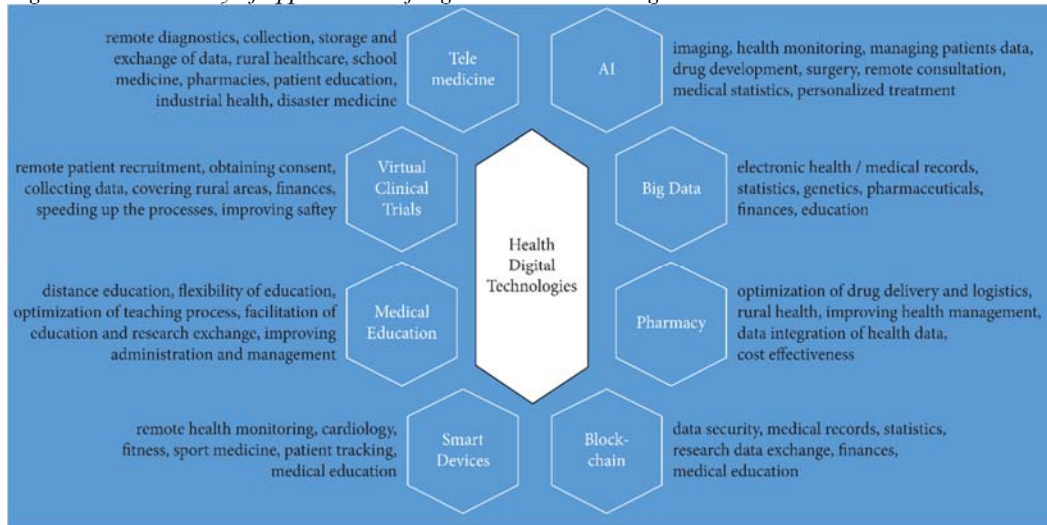 remote diagnostics, collection, storage and
exchange of data, rural healthcare, school
medicine, pharmacies, patient education,
industrial health, disaster medicine
Tele
medicine
AI
imaging, health monitoring, managing patients data,
drug development, surgery, remote consultation,
medical statistics, personalized treatment
remote patient recruitment, obtaining consent,
collecting data, covering rural areas, finances,
speeding up the processes, improving saftey
Virtual
Clinical
Trials
Big Data
electronic health / medical records,
statistics, genetics, pharmaceuticals,
finances, education
Health
Digital
Technologies
distance education, flexibility of education,
optimization of teaching process, facilitation of
education and research exchange, improving
administration and management
Medical
Education
Pharmacy
optimization of drug delivery and logistics,
rural health, improving health management,
data integration of health data,
cost effectiveness
remote health monitoring, cardiology,
fitness, sport medicine, patient tracking,
medical education
Smart
Devices
Block-
chain
data security, medical records, statistics,
research data exchange, finances,
medical education